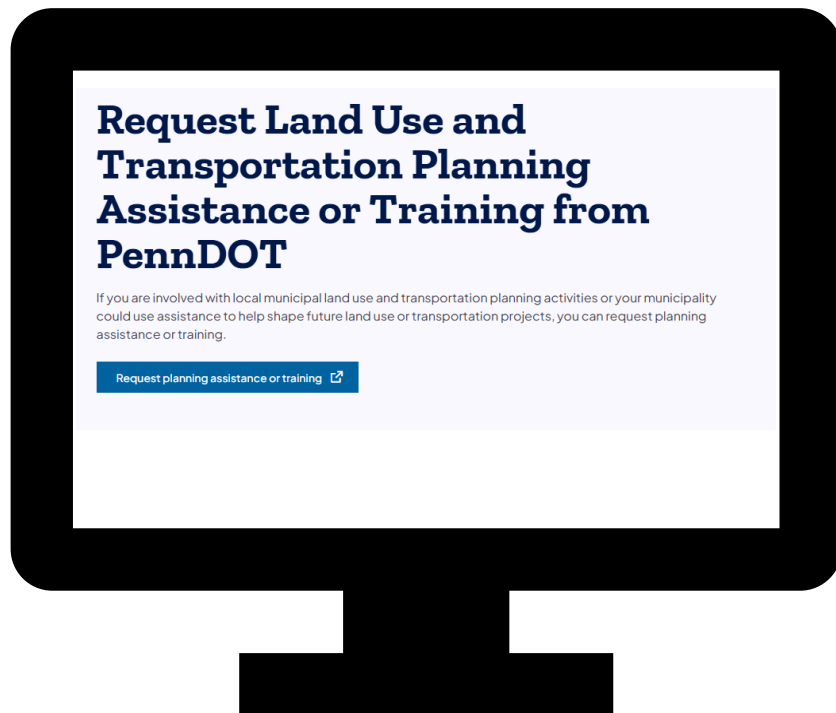 Request Land Use and
Transportation Planning
Assistance or Training from
PennDOT
If you are involved with local municipal land use and transportation planning activities or your municipality
could use assistance to help shape future land use or transportation projects, you can request planning
assistance or training.
Request planning assistance or training